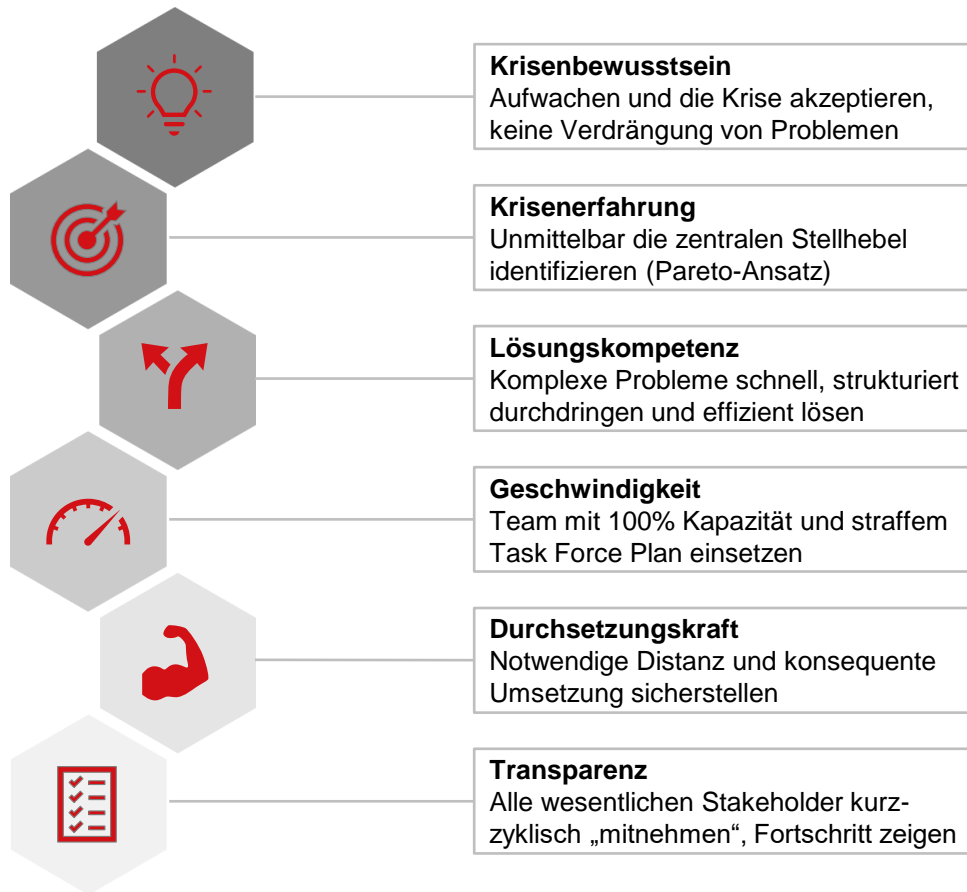 Krisenbewusstsein
Aufwachen und die Krise akzeptieren,
keine Verdrängung von Problemen
Krisenerfahrung
Unmittelbar die zentralen Stellhebel
identifizieren (Pareto-Ansatz)
Lösungskompetenz
Komplexe Probleme schnell, strukturiert
durchdringen und effizient lösen
Geschwindigkeit
Team mit 100% Kapazität und straffem
Task Force Plan einsetzen
Durchsetzungskraft
Notwendige Distanz und konsequente
Umsetzung sicherstellen
Transparenz
Alle wesentlichen Stakeholder kurz-
zyklisch „mitnehmen“, Fortschritt zeigen